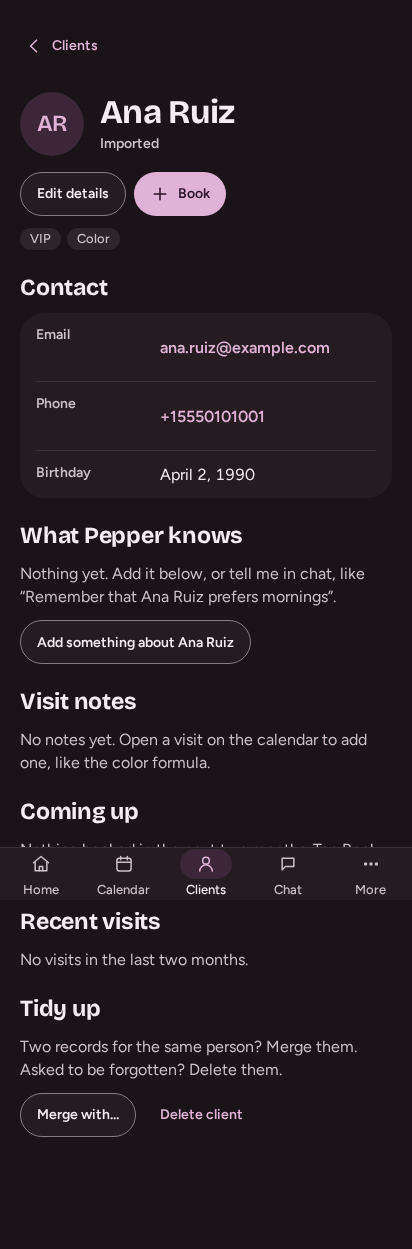 Clients
AR
Ana Ruiz
Imported
Edit details
Book
VIP
Color
Contact
Email
ana.ruiz@example.com
Phone
+15550101001
Birthday
April 2, 1990
What Pepper knows
Nothing yet. Add it below, or tell me in chat, like
“Remember that Ana Ruiz prefers mornings”.
Add something about Ana Ruiz
Visit notes
No notes yet. Open a visit on the calendar to add
one, like the color formula.
Coming up
Home
Calendar
Clients
Chat
More
Recent visits
No visits in the last two months.
Tidy up
Two records for the same person? Merge them.
Asked to be forgotten? Delete them.
Merge with...
Delete client